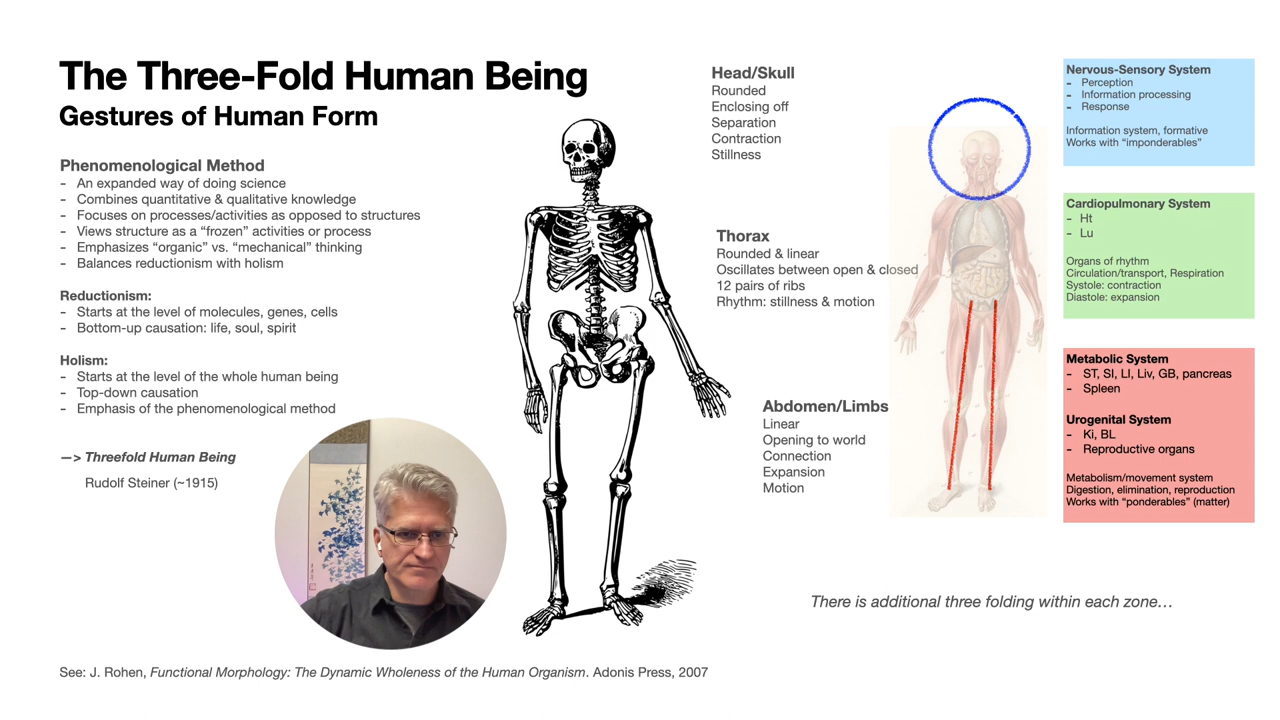 The Three-Fold Human Being
Gestures of Human Form
Phenomenological Method
- An expanded way of doing science
- Combines quantitative & qualitative knowledge
- Focuses on processes/activities as opposed to structures
- Views structure as a “frozen” activities or process
- Emphasizes “organic” vs. “mechanical” thinking
- Balances reductionism with holism
Reductionism:
- Starts at the level of molecules, genes, cells
- Bottom-up causation: life, soul, spirit
Holism:
- Starts at the level of the whole human being
- Top-down causation
- Emphasis of the phenomenological method
—> Threefold Human Being
Rudolf Steiner (~1915)
Head/Skull
Rounded
Enclosing off
Separation
Contraction
Stillness
Thorax
Rounded & linear
Oscillates between open & closed
12 pairs of ribs
Rhythm: stillness & motion
Abdomen/Limbs
Linear
Opening to world
Connection
Expansion
Motion
Nervous-Sensory System
- Perception
- Information processing
- Response
Information system, formative
Works with “imponderables”
Cardiopulmonary System
- Ht
- Lu
Organs of rhythm
Circulation/transport, Respiration
Systole: contraction
Diastole: expansion
Metabolic System
- ST, SI, LI, Liv, GB, pancreas
- Spleen
Urogenital System
- Ki, BL
- Reproductive organs
Metabolism/movement system
Digestion, elimination, reproduction
Works with “ponderables” (matter)
There is additional three folding within each zone…
See: J. Rohen, Functional Morphology: The Dynamic Wholeness of the Human Organism. Adonis Press, 2007